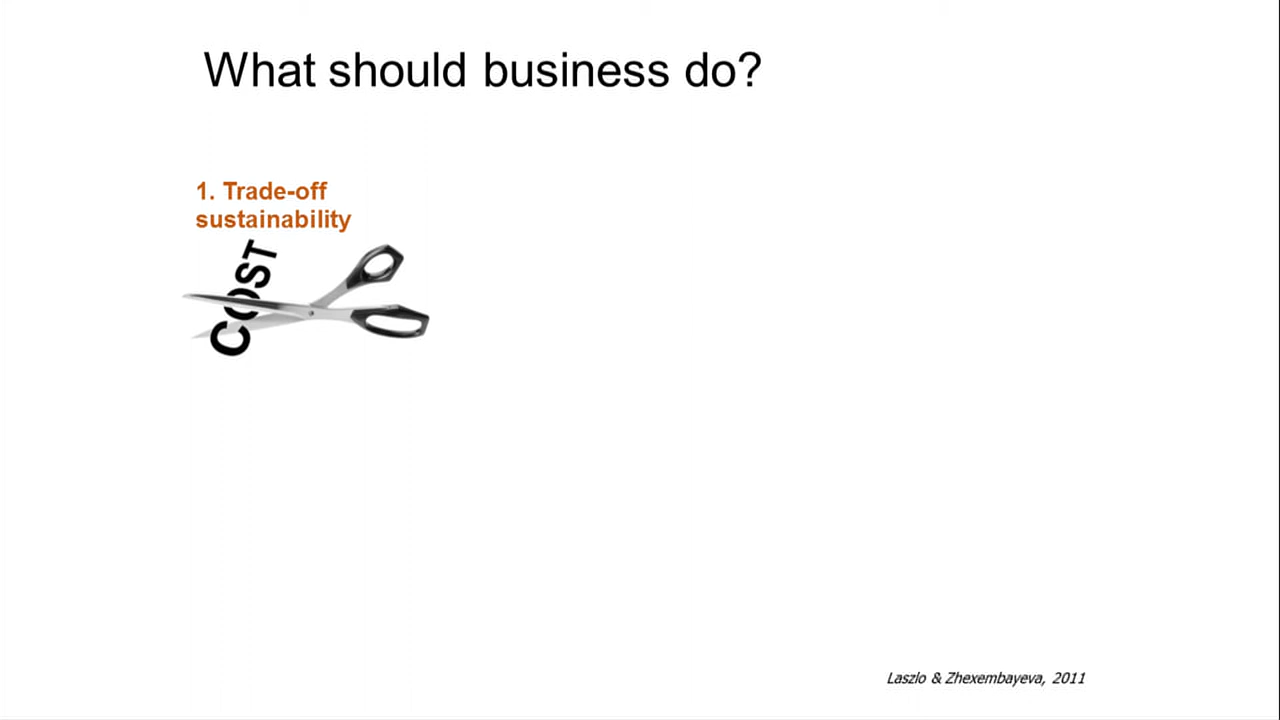 What should business do?
1. Trade-off
sustainability
COST
Laszlo & Zhexembayeva, 2011